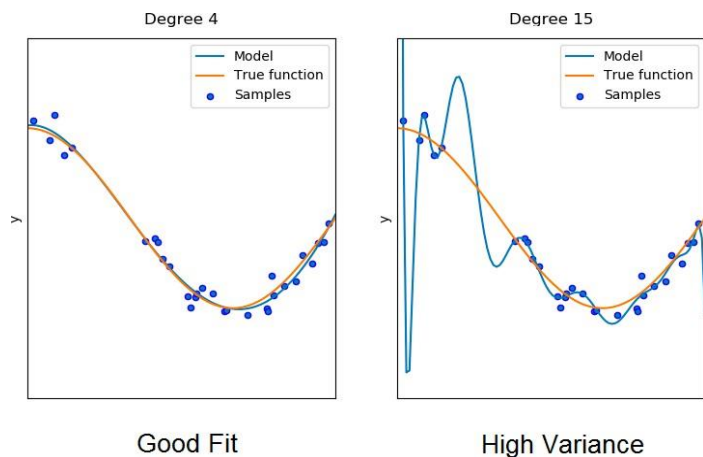 Degree 4
Model
True function
Samples
y
Good Fit
Degree 15
Model
True function
Samples
y
High Variance